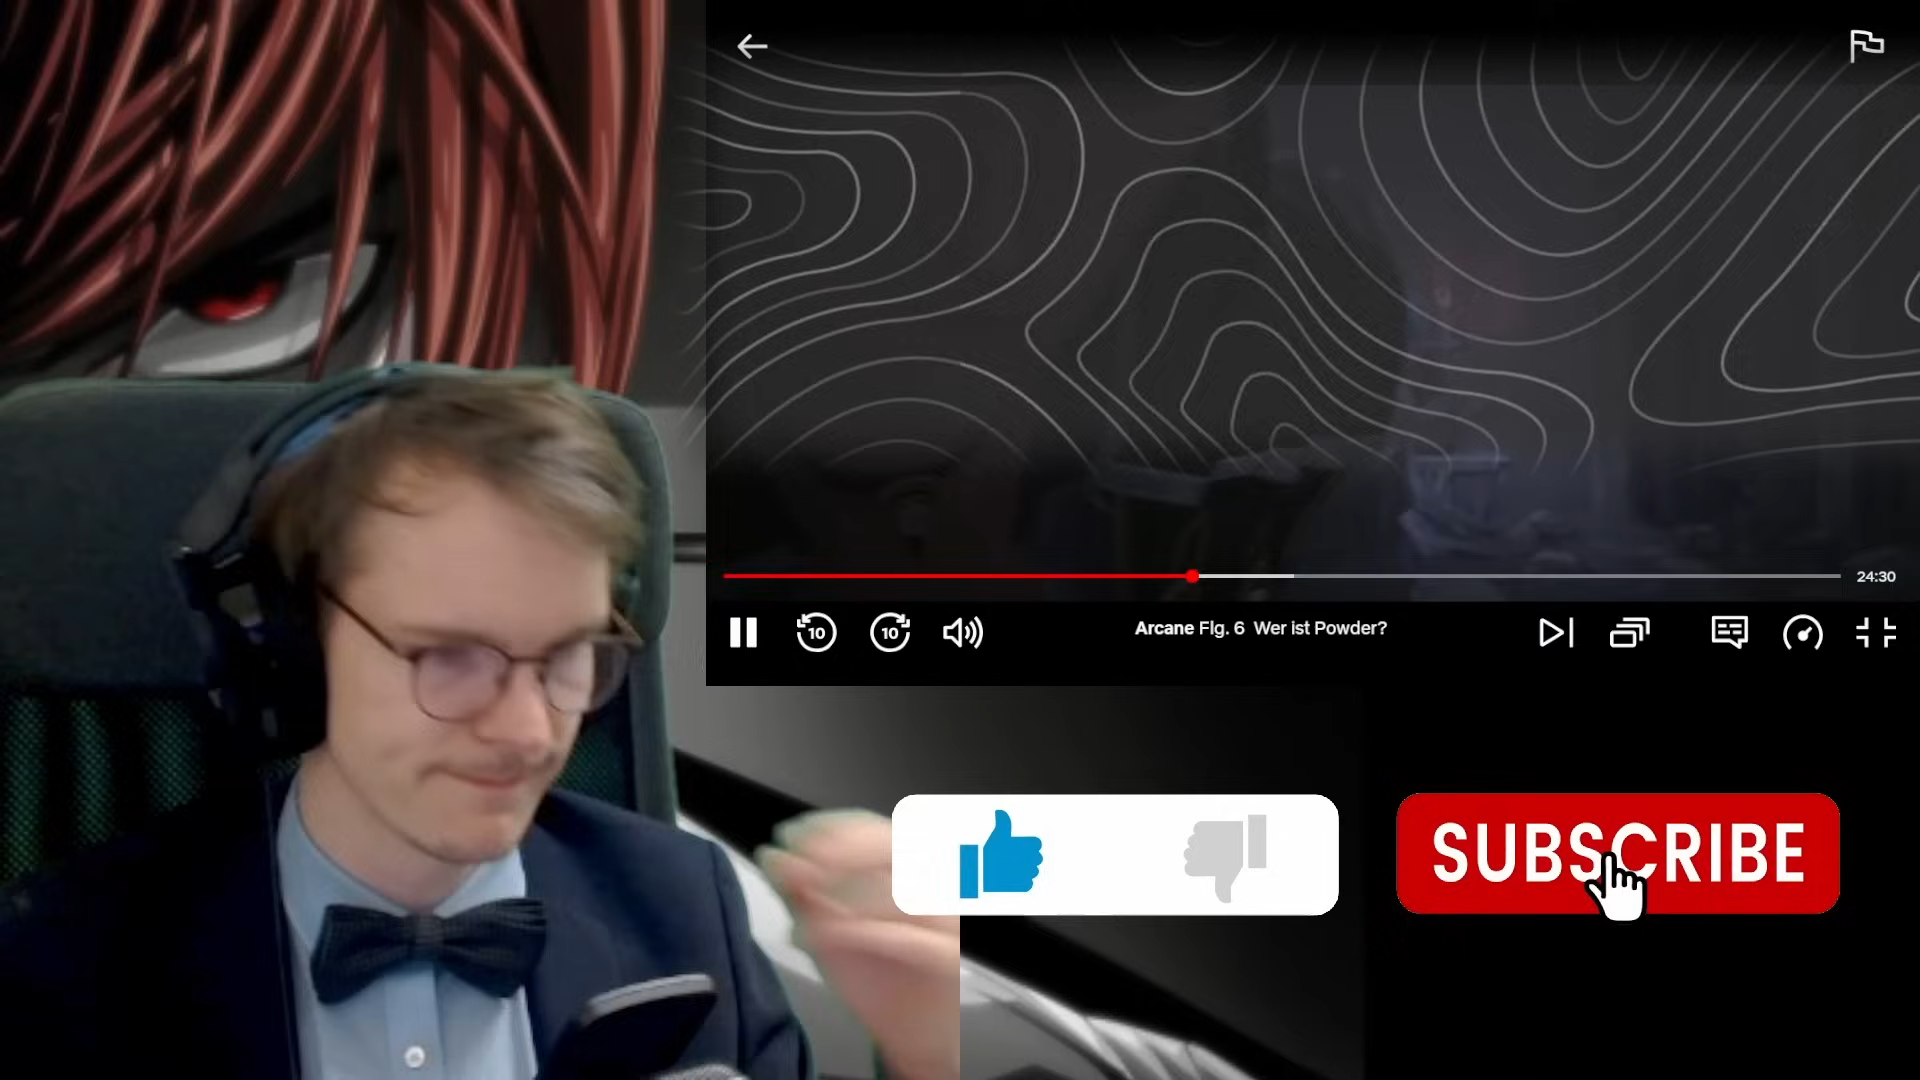 24:30
10
10
Arcane Flg. 6 Wer ist Powder?
SUBSCRIBE